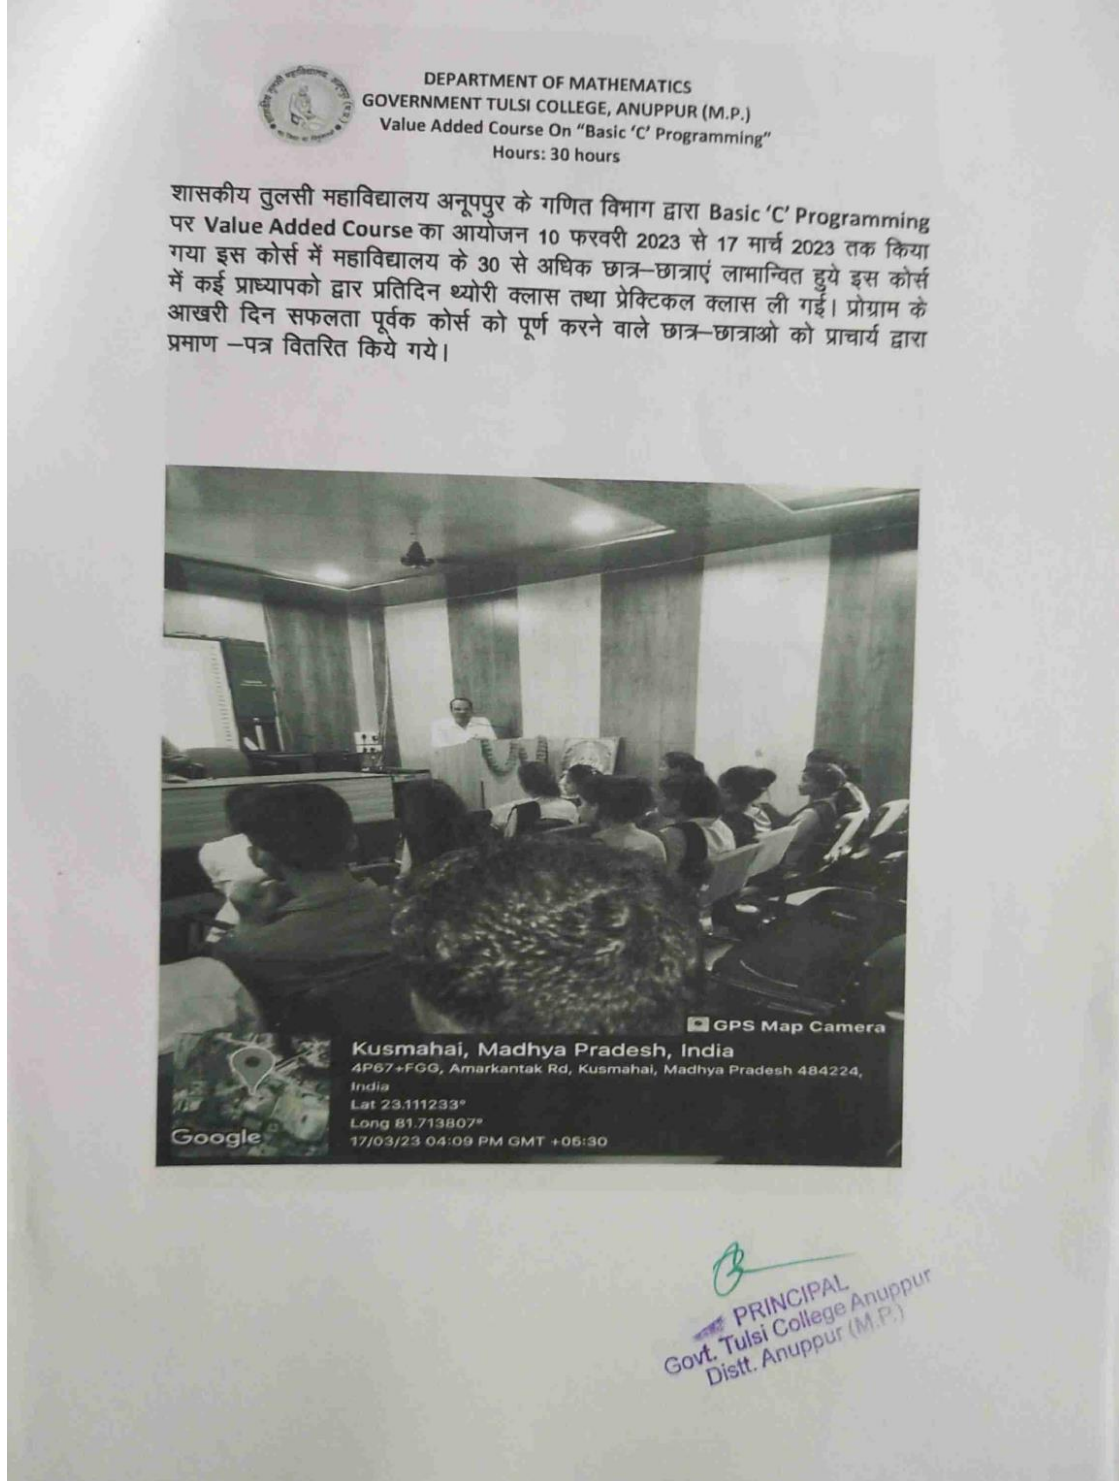 DEPARTMENT OF MATHEMATICS
GOVERNMENT TULSI COLLEGE, ANUPPUR (M.P.)
Value Added Course On “Basic ‘C’ Programming”
Hours: 30 hours
शासकीय तुलसी महाविद्यालय अनूपपुर के गणित विभाग द्वारा Basic ‘C’ Programming
पर Value Added Course का आयोजन 10 फरवरी 2023 से 17 मार्च 2023 तक किया
गया इस कोर्स में महाविद्यालय के 30 से अधिक छात्र–छात्राएं लाभान्वित हुये इस कोर्स
में कई प्राध्यापको द्वार प्रतिदिन थ्योरी क्लास तथा प्रेक्टिकल क्लास ली गई। प्रोग्राम के
आखरी दिन सफलता पूर्वक कोर्स को पूर्ण करने वाले छात्र–छात्राओ को प्राचार्य द्वारा
प्रमाण –पत्र वितरित किये गये।
GPS Map Camera
Kusmahai, Madhya Pradesh, India
4P67+FGG, Amarkantak Rd, Kusmahai, Madhya Pradesh 484224,
India
Lat 23.111233°
Long 81.713807°
17/03/23 04:09 PM GMT +05:30
Google
PRINCIPAL
Govt. Tulsi College Anuppur
Distt. Anuppur (M.P.)